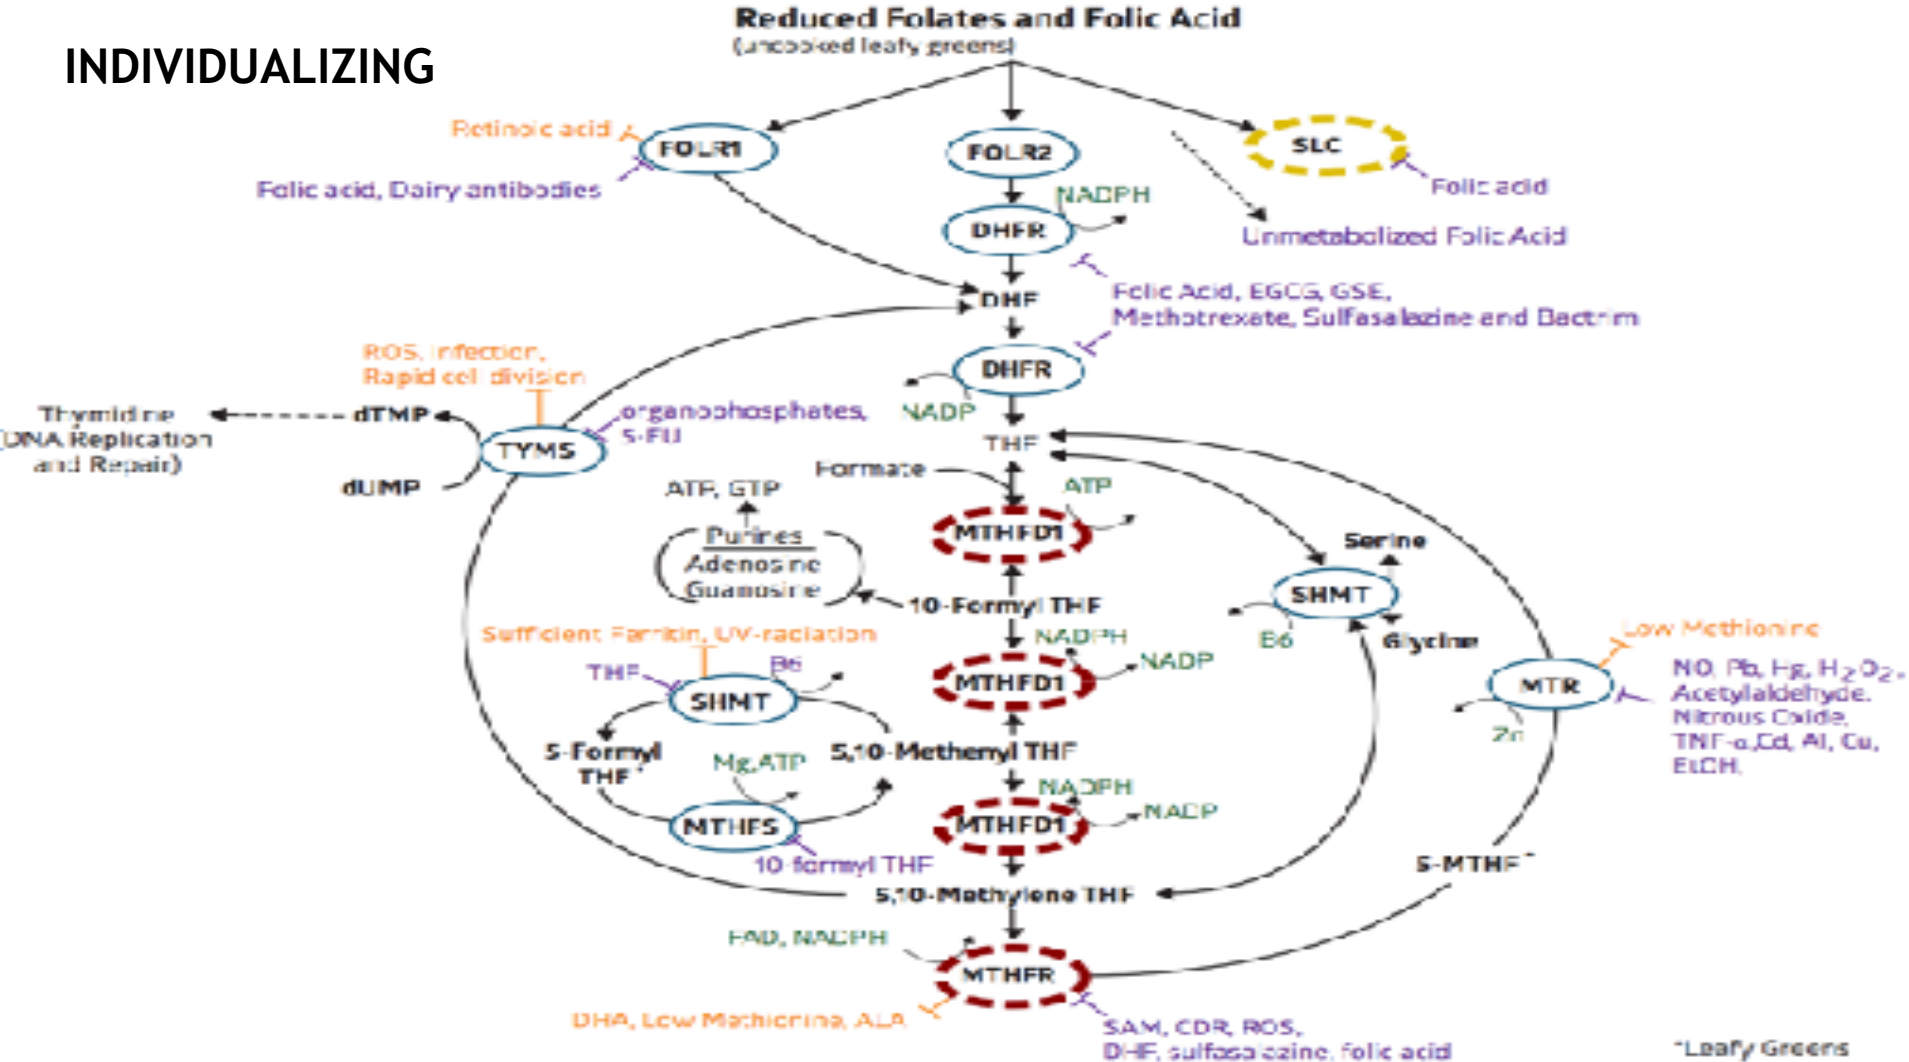 Reduced Folates and Folic Acid
(uncooked leafy greens)
INDIVIDUALIZING
Retinoic acid
FOLR1
FOLR2
SLC
Folic acid, Dairy antibodies
Folic acid
NADPH
DHFR
Unmetabolized Folic Acid
DHF
Folic Acid, EGCG, GSE,
Methotrexate, Sulfasalazine and Bactrim
ROS, Infection,
Rapid cell division
DHFR
NADP
Thymidine
(DNA Replication
and Repair)
dTMP
organophosphates,
5-FU
TYMS
dUMP
THF
Formate
ATP
ATP, GTP
Purines
Adenosine
Guanosine
MTHFD1
10-Formyl THF
Serine
SHMT
B6
Glycine
Sufficient Ferritin, UV-radiation
NADPH
NADP
THF
B6
SHMT
MTHFD1
Low Methionine
MTR
Zn
NO, Pb, Hg, H2O2,
Acetylaldehyde,
Nitrous Oxide,
TNF-α,Cd, Al, Cu,
EtOH,
5-Formyl
THF*
Mg,ATP
5,10-Methenyl THF
NADPH
NADP
MTHFS
MTHFD1
10-formyl THF
5-MTHF*
5,10-Methylene THF
FAD, NADPH
MTHFR
DHA, Low Methionine, ALA
SAM, CDR, ROS,
DHF, sulfasalazine, folic acid
*Leafy Greens